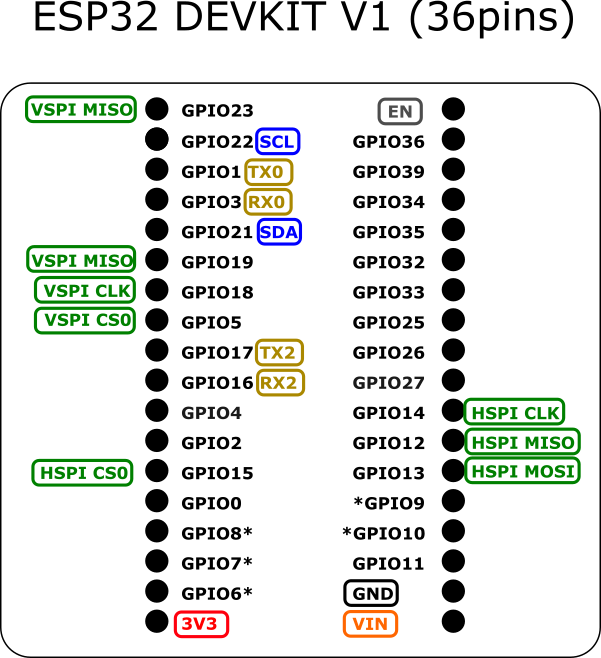 ESP32 DEVKIT V1 (36pins)
VSPI MISO GPIO23 EN
GPIO22 SCL GPIO36
GPIO1 TX0 GPIO39
GPIO3 RX0 GPIO34
GPIO21 SDA GPIO35
VSPI MISO GPIO19 GPIO32
VSPI CLK GPIO18 GPIO33
VSPI CS0 GPIO5 GPIO25
GPIO17 TX2 GPIO26
GPIO16 RX2 GPIO27
GPIO4 GPIO14 HSPI CLK
GPIO2 GPIO12 HSPI MISO
HSPI CS0 GPIO15 GPIO13 HSPI MOSI
GPIO0 *GPIO9
GPIO8* *GPIO10
GPIO7* GPIO11
GPIO6* GND
3V3 VIN